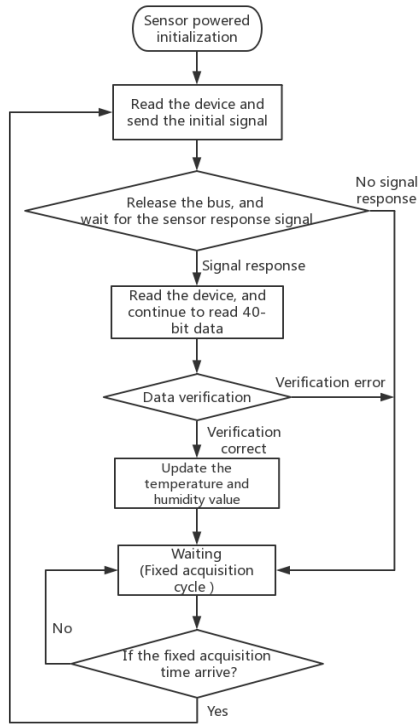 Sensor powered
initialization
Read the device and
send the initial signal
No signal
response
Release the bus, and
wait for the sensor response signal
Signal response
Read the device, and
continue to read 40-
bit data
Verification error
Data verification
Verification
correct
Update the
temperature and
humidity value
Waiting
(Fixed acquisition
cycle )
No
If the fixed acquisition
time arrive?
Yes